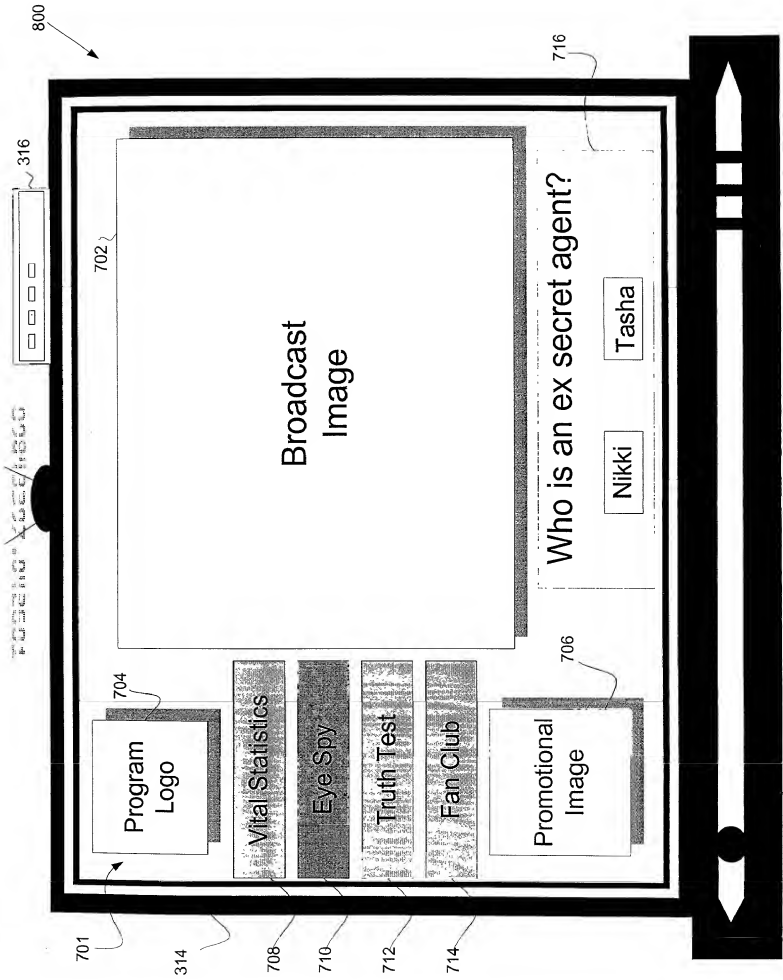 800
316
702
Broadcast
Image
704
Program
Logo
701
314
Vital Statistics
Eye Spy
Truth Test
Fan Club
708
710
712
714
Promotional
Image
706
Who is an ex secret agent?
Nikki
Tasha
716